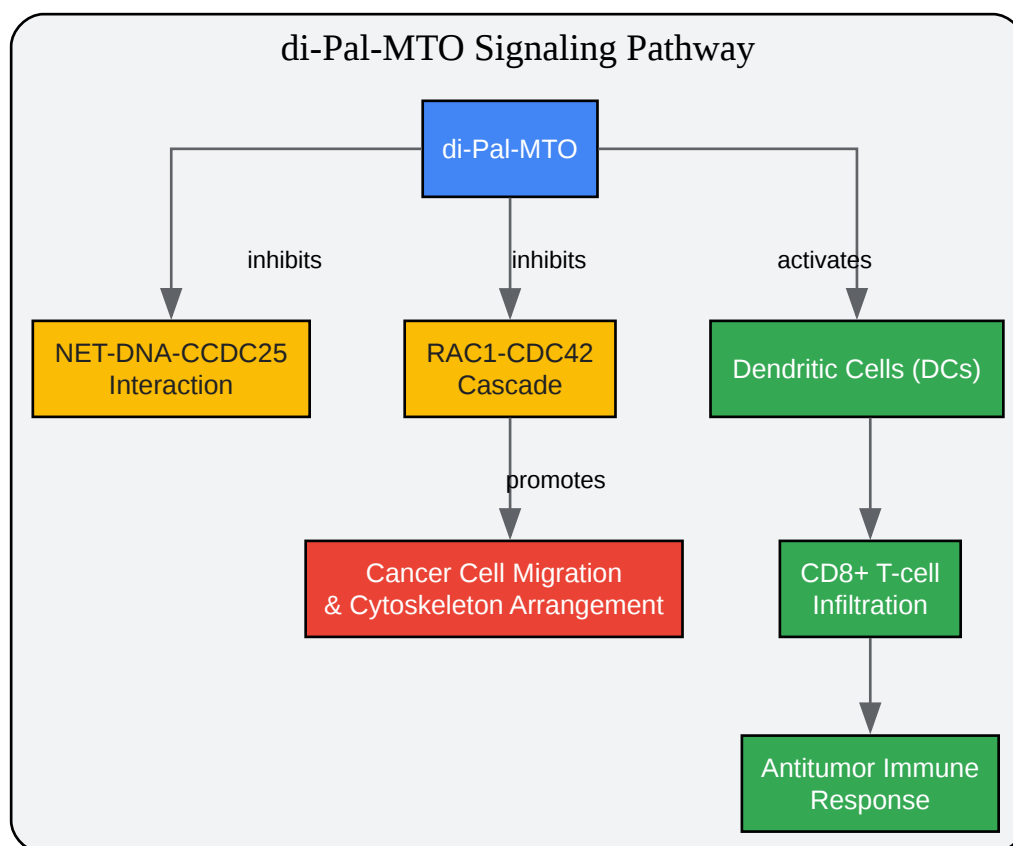 di-Pal-MTO Signaling Pathway
di-Pal-MTO
inhibits
inhibits
activates
NET-DNA-CCDC25
Interaction
RAC1-CDC42
Cascade
Dendritic Cells (DCs)
promotes
Cancer Cell Migration
& Cytoskeleton Arrangement
CD8+ T-cell
Infiltration
Antitumor Immune
Response